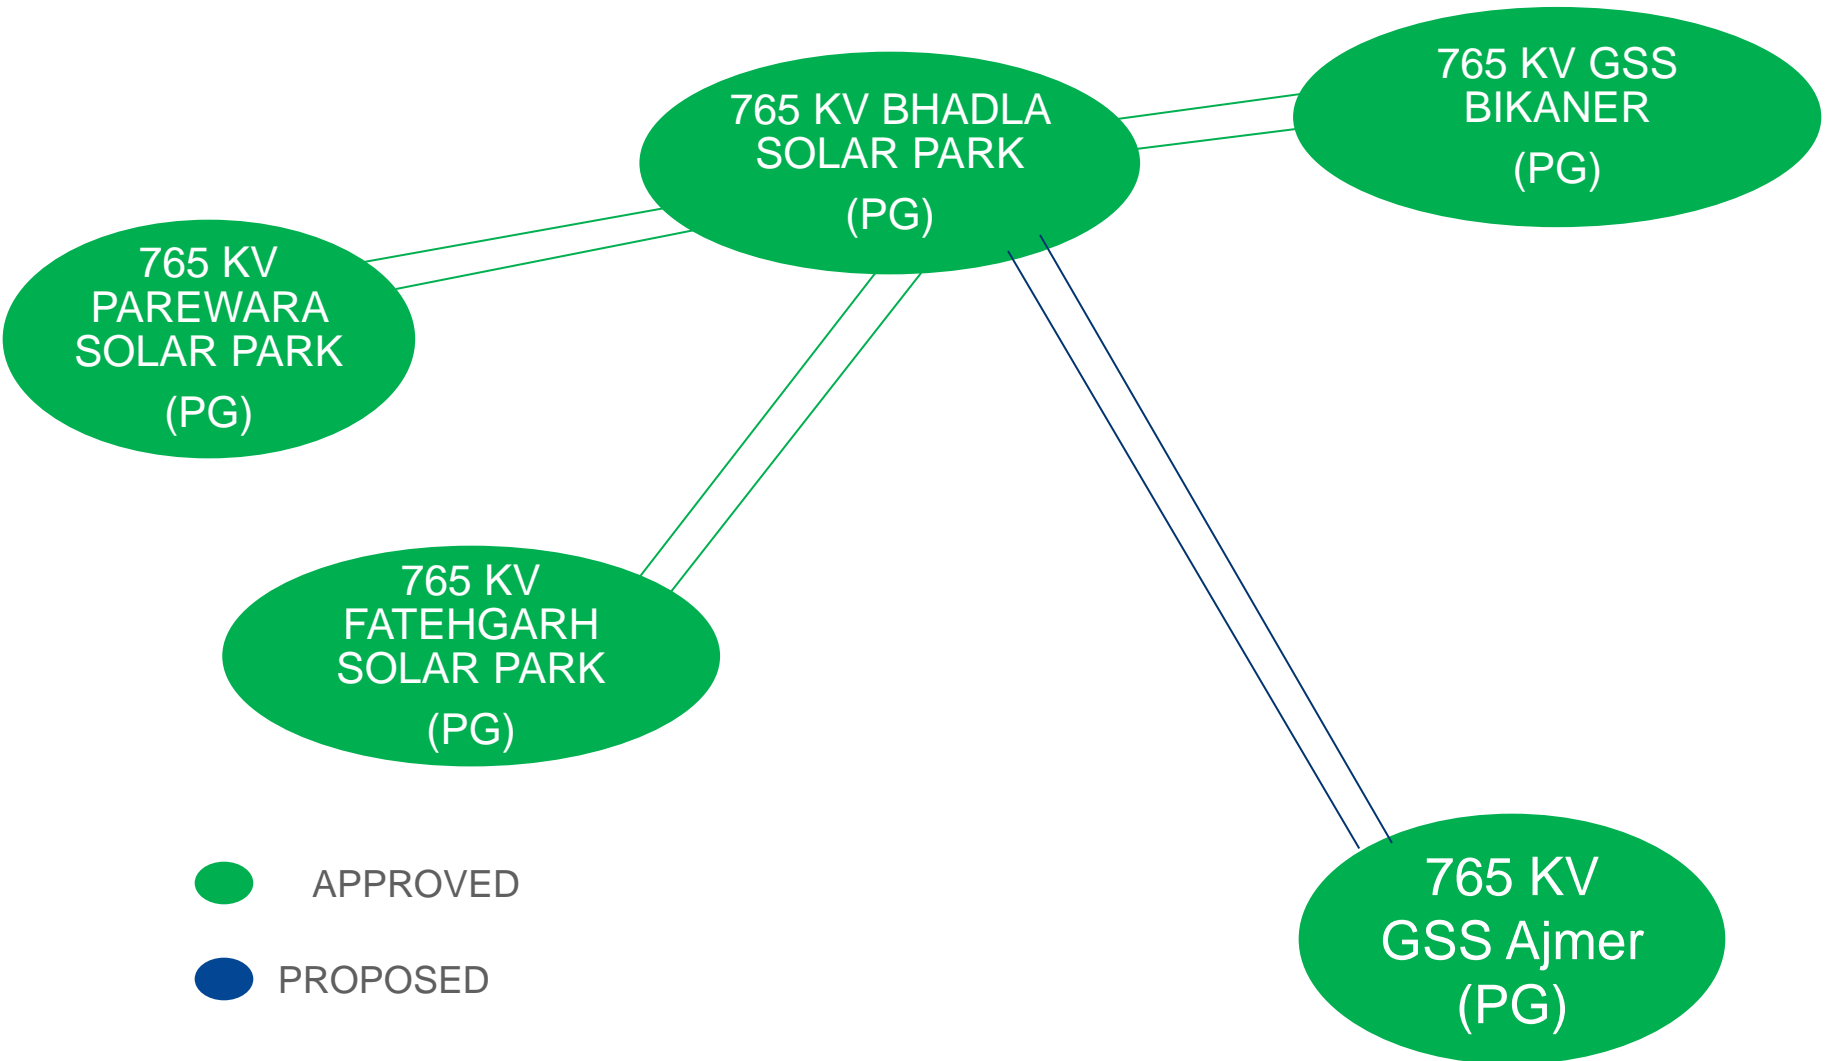 765 KV GSS
BIKANER
(PG)
765 KV BHADLA
SOLAR PARK
(PG)
765 KV
PAREWARA
SOLAR PARK
(PG)
765 KV
FATEHGARH
SOLAR PARK
(PG)
765 KV
GSS Ajmer
(PG)
APPROVED
PROPOSED